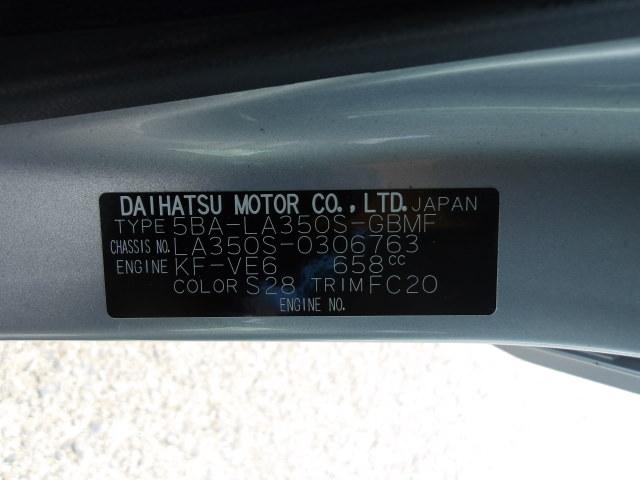 DAIHATSU MOTOR CO., LTD. JAPAN
TYPE 5BA-LA350S-GBMF
CHASSIS NO. LA350S-0306763
ENGINE KF-VE6 658cc
COLOR S28 TRIM FC20
ENGINE NO.